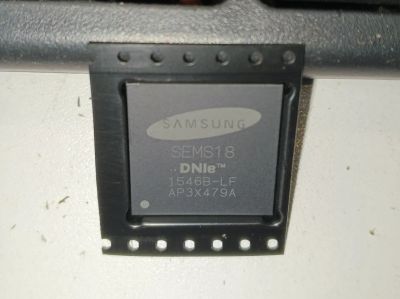 SAMSUNG
SEMS18
DNIe™
1546B-LF
AP3X479A